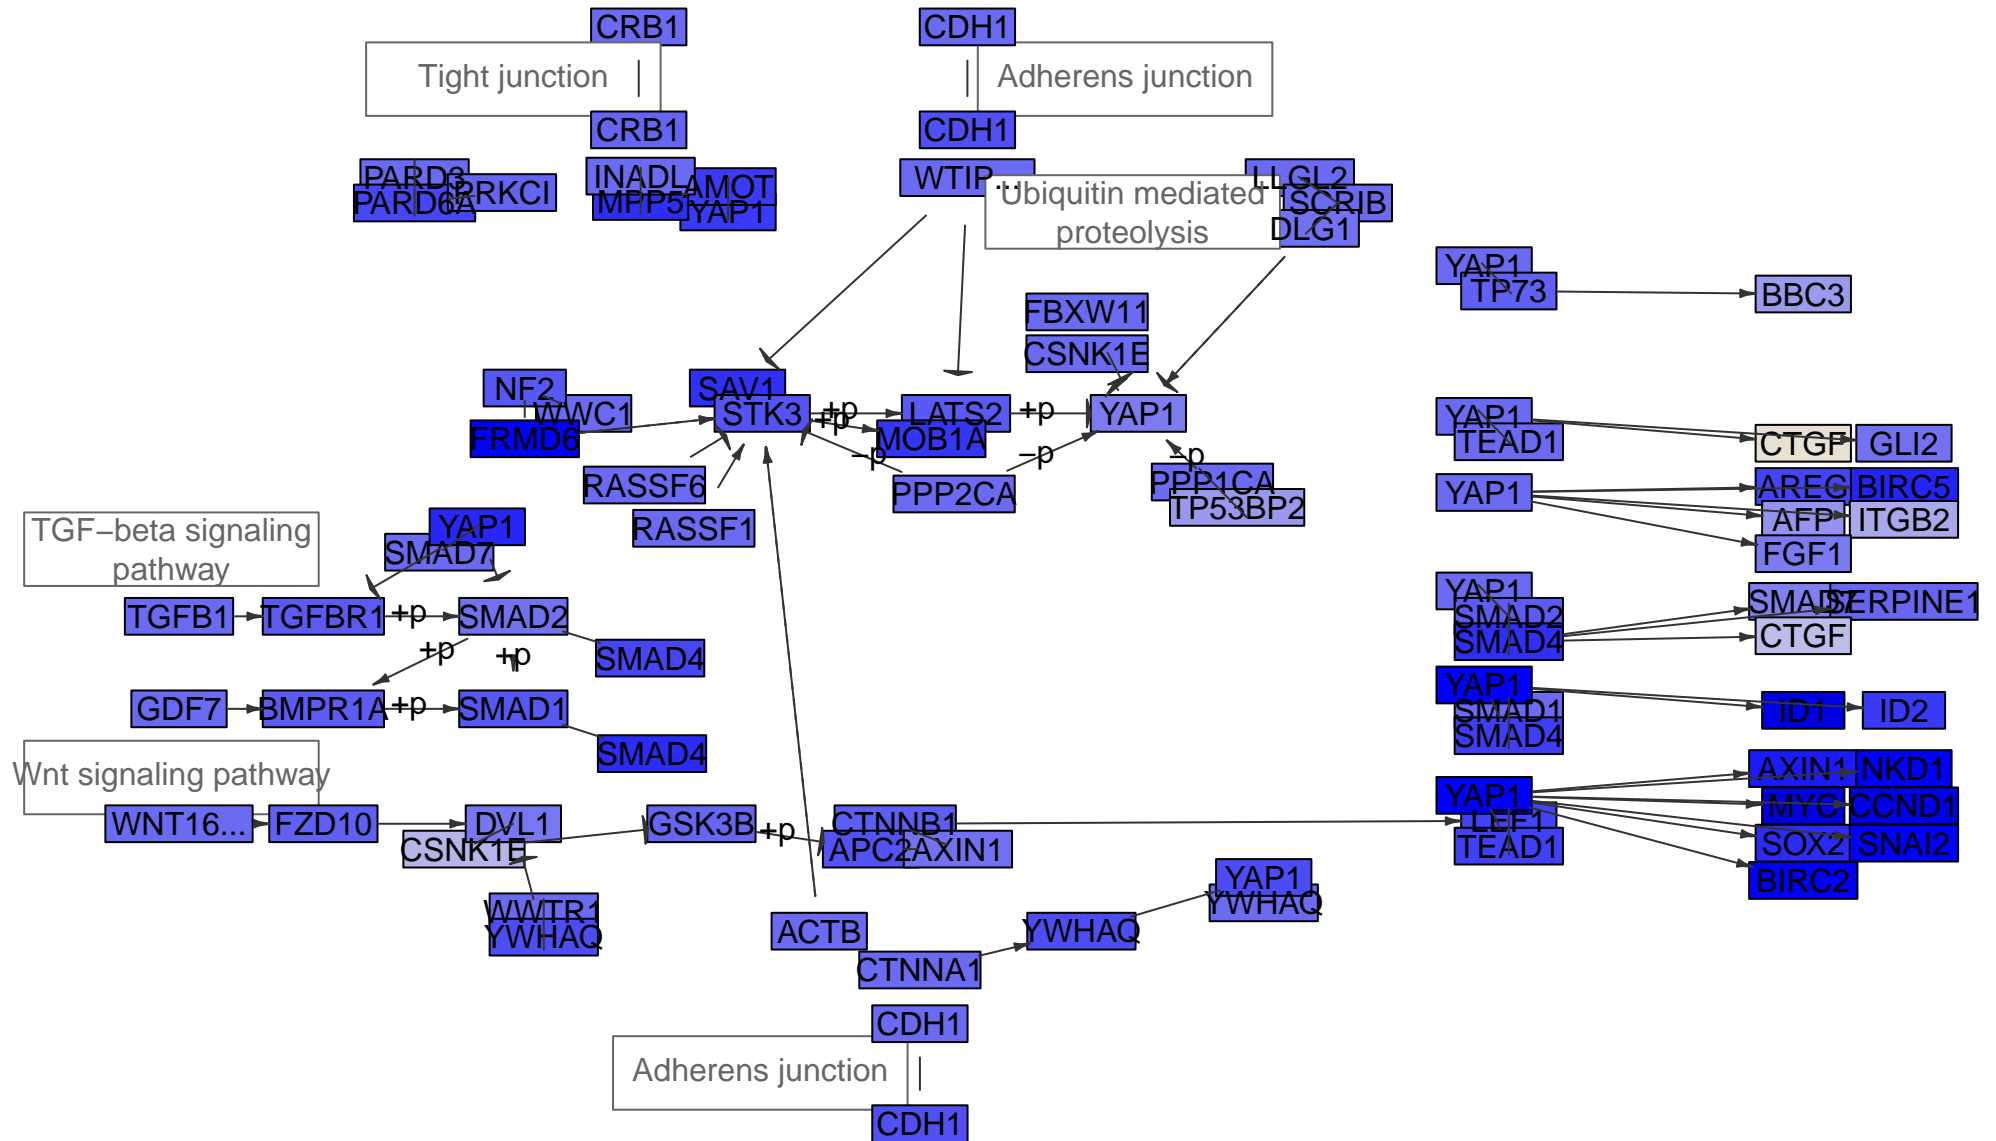 CRB1
CDH1
Tight junction
Adherens junction
CRB1
CDH1
PARD3
PARD6A
PRKCI
INADL
MPP5
AMOT
YAP1
WTIP...
Ubiquitin mediated
proteolysis
LLGL2
SCRIB
DLG1
YAP1
TP73
BBC3
FBXW11
CSNK1E
NF2
WWC1
FRMD6
SAV1
STK3
+p
+p
LATS2
MOB1A
+p
YAP1
−p
−p
−p
RASSF6
RASSF1
PPP2CA
PPP1CA
TP53BP2
YAP1
TEAD1
CTGF
GLI2
YAP1
AREG
BIRC5
AFP
ITGB2
FGF1
TGF−beta signaling
pathway
YAP1
SMAD7
TGFB1
TGFBR1
+p
SMAD2
+p
+p
SMAD4
GDF7
BMPR1A
+p
SMAD1
SMAD4
YAP1
SMAD2
SMAD4
SMAD7
SERPINE1
CTGF
YAP1
SMAD1
SMAD4
ID1
ID2
Wnt signaling pathway
WNT16...
FZD10
DVL1
CSNK1E
GSK3B
+p
CTNNB1
APC2
AXIN1
YAP1
LEF1
TEAD1
AXIN1
NKD1
MYC
CCND1
SOX2
SNAI2
BIRC2
WWTR1
YWHAQ
ACTB
CTNNA1
YWHAQ
YAP1
YWHAQ
CDH1
Adherens junction
CDH1